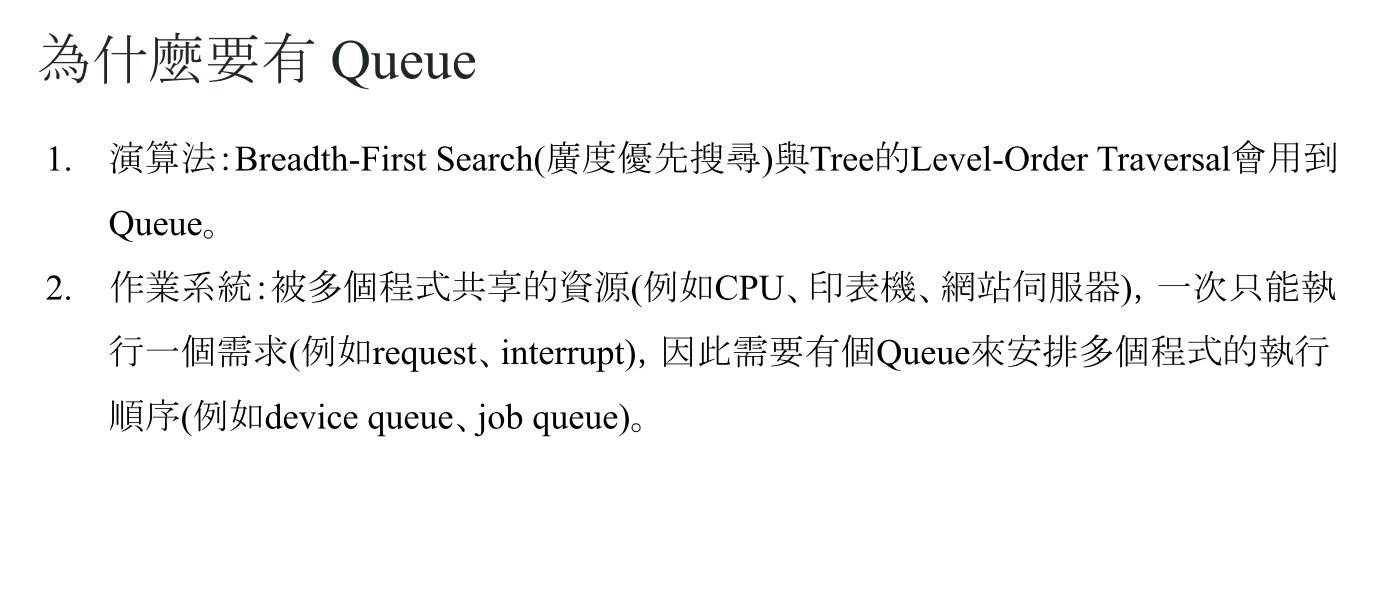 為什麼要有 Queue
1. 演算法：Breadth-First Search(廣度優先搜尋)與Tree的Level-Order Traversal會用到
Queue。
2. 作業系統：被多個程式共享的資源(例如CPU、印表機、網站伺服器)，一次只能執
行一個需求(例如request、interrupt)，因此需要有個Queue來安排多個程式的執行
順序(例如device queue、job queue)。